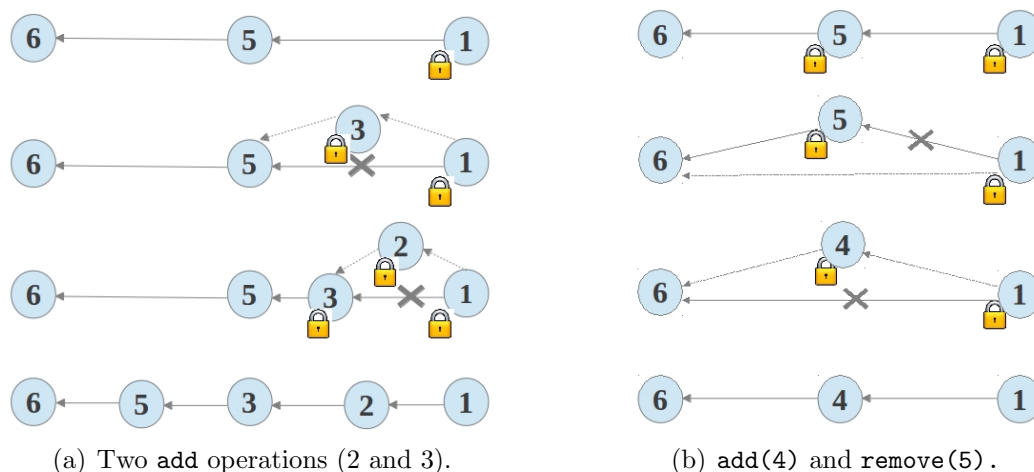 6 5 1
3
6 5 1
2
6 5 3 1
6 5 3 2 1
(a) Two add operations (2 and 3).
6 5 1
5
6 1
4
6 1
6 4 1
(b) add(4) and remove(5).